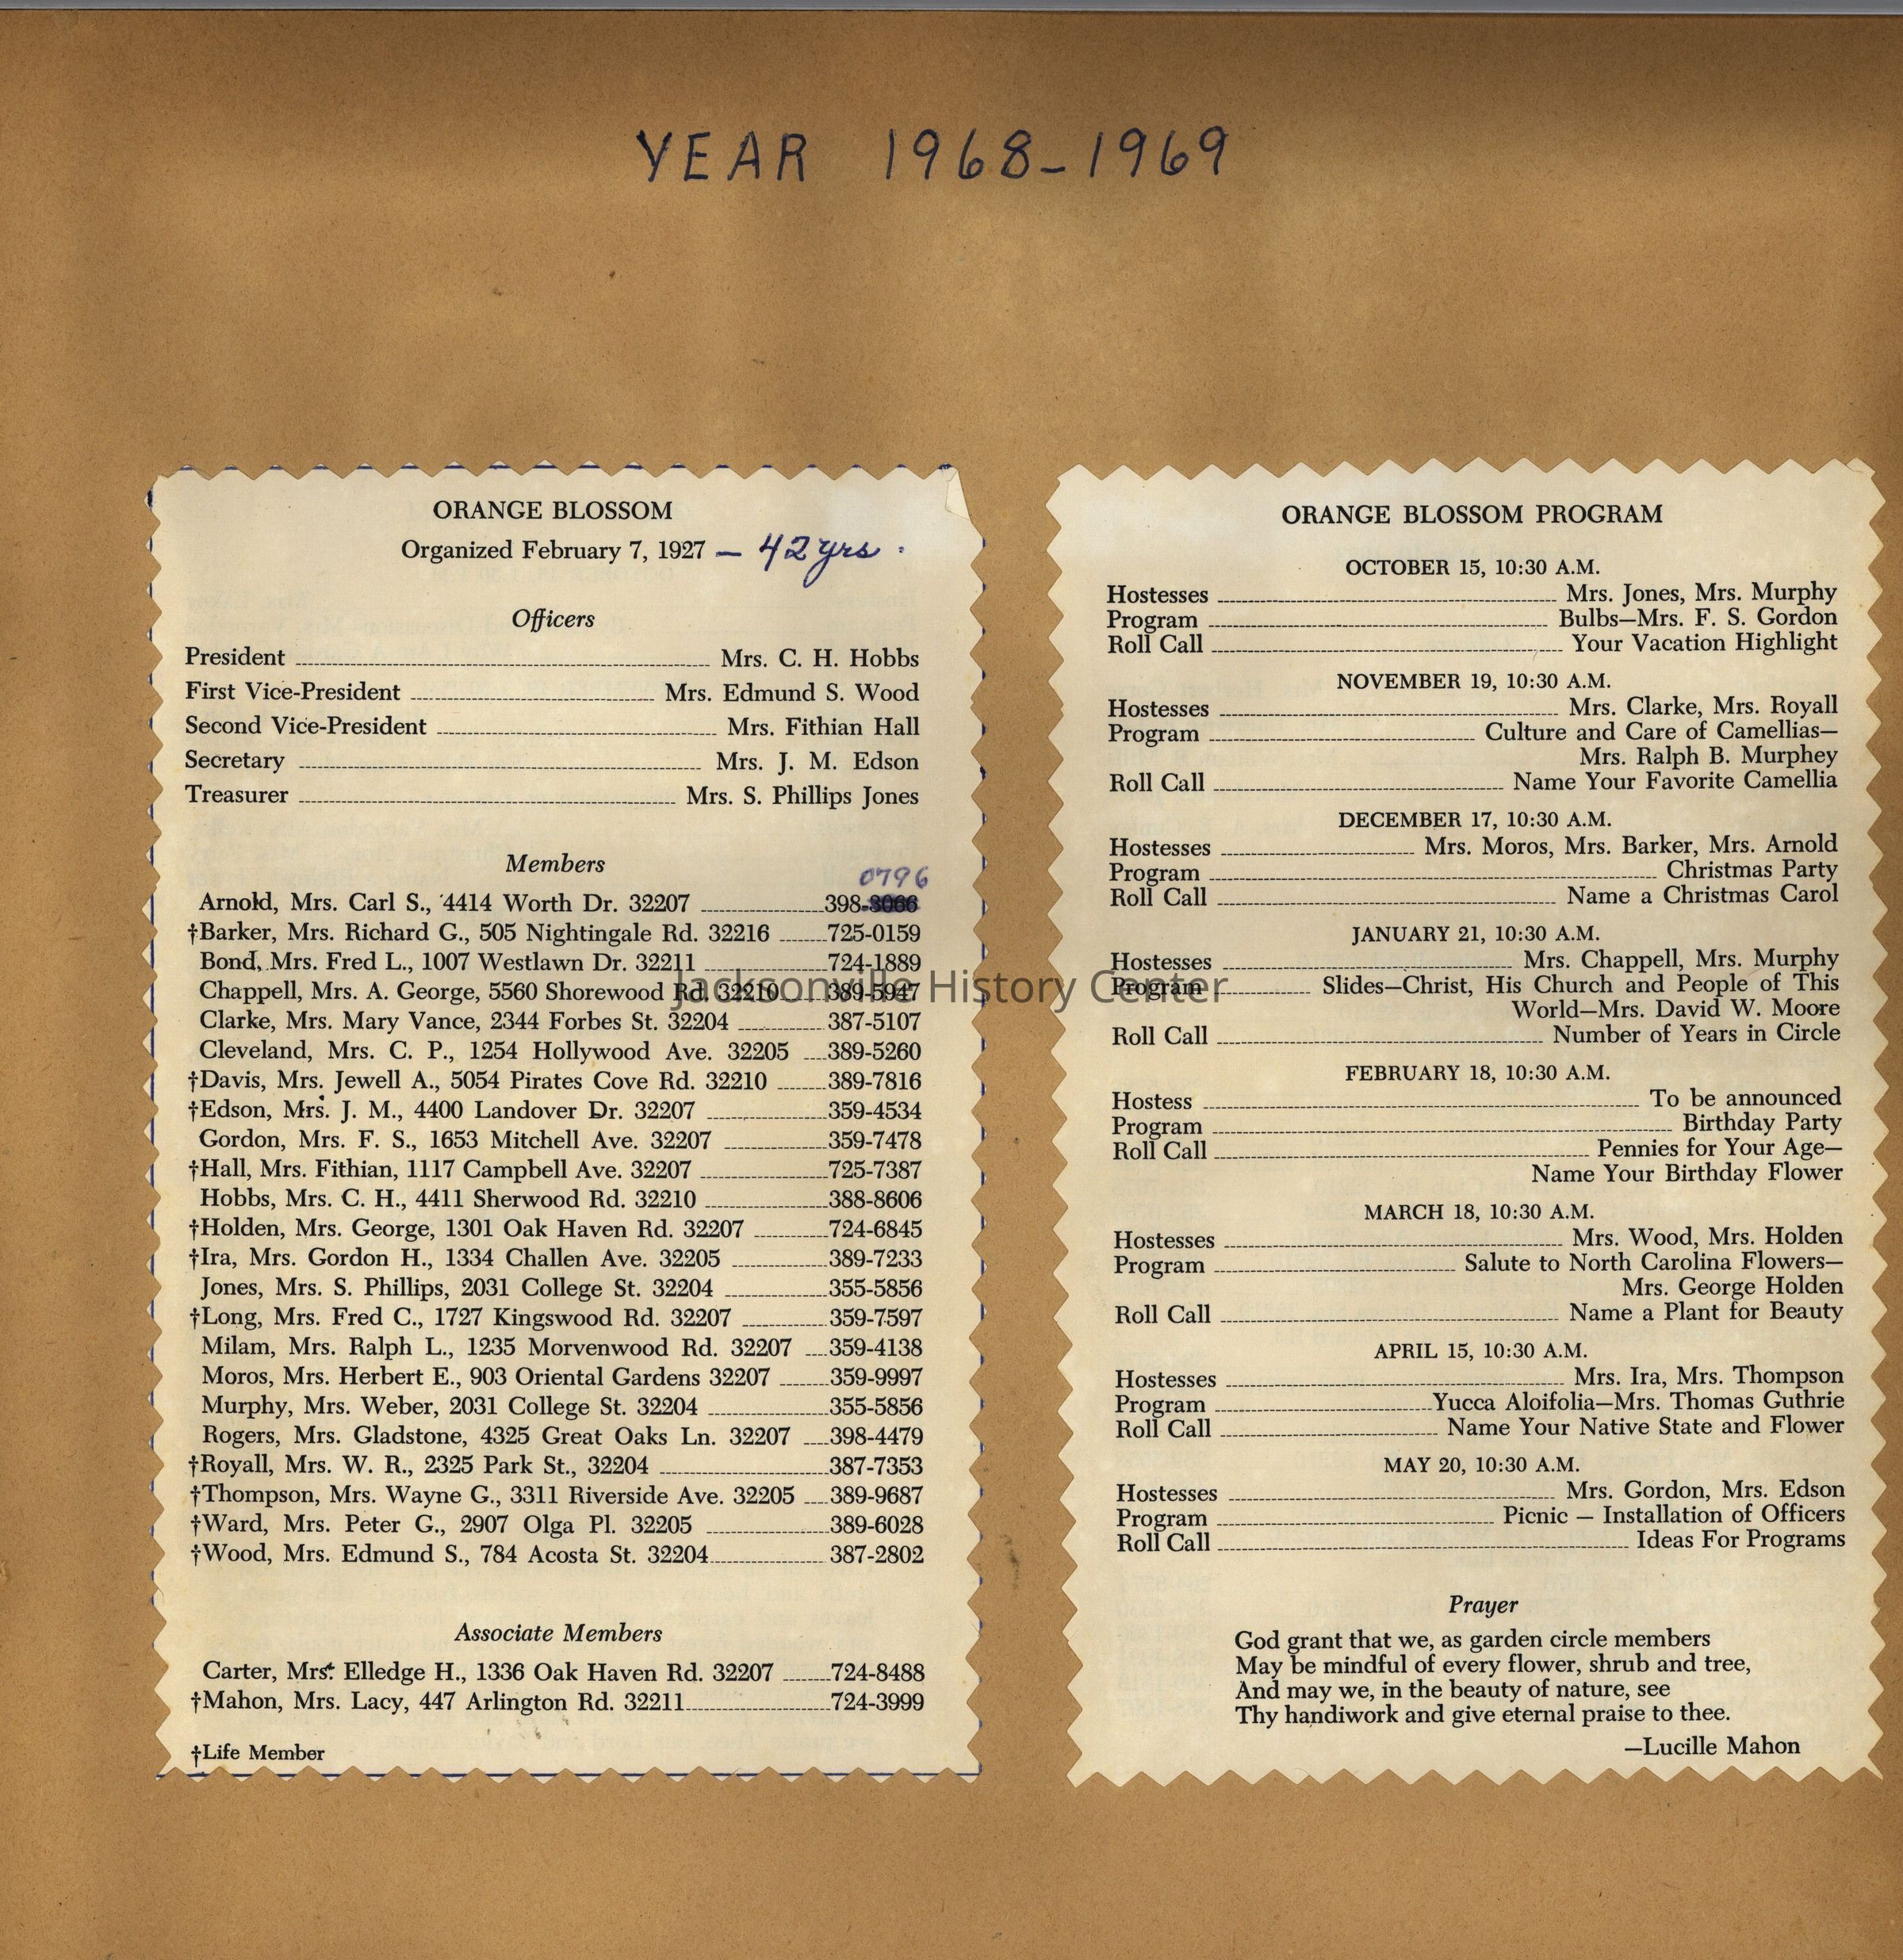 YEAR 1968-1969
ORANGE BLOSSOM
Organized February 7, 1927 — 42 yrs.
Officers
President Mrs. C. H. Hobbs
First Vice-President Mrs. Edmund S. Wood
Second Vice-President Mrs. Fithian Hall
Secretary Mrs. J. M. Edson
Treasurer Mrs. S. Phillips Jones
Members
0796
Arnold, Mrs. Carl S., 4414 Worth Dr. 32207 398-
†Barker, Mrs. Richard G., 505 Nightingale Rd. 32216 725-0159
Bond, Mrs. Fred L., 1007 Westlawn Dr. 32211 724-1889
Chappell, Mrs. A. George, 5560 Shorewood Rd. 32210 389-5947
Clarke, Mrs. Mary Vance, 2344 Forbes St. 32204 387-5107
Cleveland, Mrs. C. P., 1254 Hollywood Ave. 32205 389-5260
†Davis, Mrs. Jewell A., 5054 Pirates Cove Rd. 32210 389-7816
†Edson, Mrs. J. M., 4400 Landover Dr. 32207 359-4534
Gordon, Mrs. F. S., 1653 Mitchell Ave. 32207 359-7478
†Hall, Mrs. Fithian, 1117 Campbell Ave. 32207 725-7387
Hobbs, Mrs. C. H., 4411 Sherwood Rd. 32210 388-8606
†Holden, Mrs. George, 1301 Oak Haven Rd. 32207 724-6845
†Ira, Mrs. Gordon H., 1334 Challen Ave. 32205 389-7233
Jones, Mrs. S. Phillips, 2031 College St. 32204 355-5856
†Long, Mrs. Fred C., 1727 Kingswood Rd. 32207 359-7597
Milam, Mrs. Ralph L., 1235 Morvenwood Rd. 32207 359-4138
Moros, Mrs. Herbert E., 903 Oriental Gardens 32207 359-9997
Murphy, Mrs. Weber, 2031 College St. 32204 355-5856
Rogers, Mrs. Gladstone, 4325 Great Oaks Ln. 32207 398-4479
†Royall, Mrs. W. R., 2325 Park St., 32204 387-7353
†Thompson, Mrs. Wayne G., 3311 Riverside Ave. 32205 389-9687
†Ward, Mrs. Peter G., 2907 Olga Pl. 32205 389-6028
†Wood, Mrs. Edmund S., 784 Acosta St. 32204 387-2802
Associate Members
Carter, Mrs. Elledge H., 1336 Oak Haven Rd. 32207 724-8488
†Mahon, Mrs. Lacy, 447 Arlington Rd. 32211 724-3999
†Life Member
ORANGE BLOSSOM PROGRAM
OCTOBER 15, 10:30 A.M.
Hostesses Mrs. Jones, Mrs. Murphy
Program Bulbs—Mrs. F. S. Gordon
Roll Call Your Vacation Highlight
NOVEMBER 19, 10:30 A.M.
Hostesses Mrs. Clarke, Mrs. Royall
Program Culture and Care of Camellias—
Mrs. Ralph B. Murphey
Roll Call Name Your Favorite Camellia
DECEMBER 17, 10:30 A.M.
Hostesses Mrs. Moros, Mrs. Barker, Mrs. Arnold
Program Christmas Party
Roll Call Name a Christmas Carol
JANUARY 21, 10:30 A.M.
Hostesses Mrs. Chappell, Mrs. Murphy
Program Slides—Christ, His Church and People of This
World—Mrs. David W. Moore
Roll Call Number of Years in Circle
FEBRUARY 18, 10:30 A.M.
Hostess To be announced
Program Birthday Party
Roll Call Pennies for Your Age—
Name Your Birthday Flower
MARCH 18, 10:30 A.M.
Hostesses Mrs. Wood, Mrs. Holden
Program Salute to North Carolina Flowers—
Mrs. George Holden
Roll Call Name a Plant for Beauty
APRIL 15, 10:30 A.M.
Hostesses Mrs. Ira, Mrs. Thompson
Program Yucca Aloifolia—Mrs. Thomas Guthrie
Roll Call Name Your Native State and Flower
MAY 20, 10:30 A.M.
Hostesses Mrs. Gordon, Mrs. Edson
Program Picnic — Installation of Officers
Roll Call Ideas For Programs
Prayer
God grant that we, as garden circle members
May be mindful of every flower, shrub and tree,
And may we, in the beauty of nature, see
Thy handiwork and give eternal praise to thee.
—Lucille Mahon
Jacksonville History Center